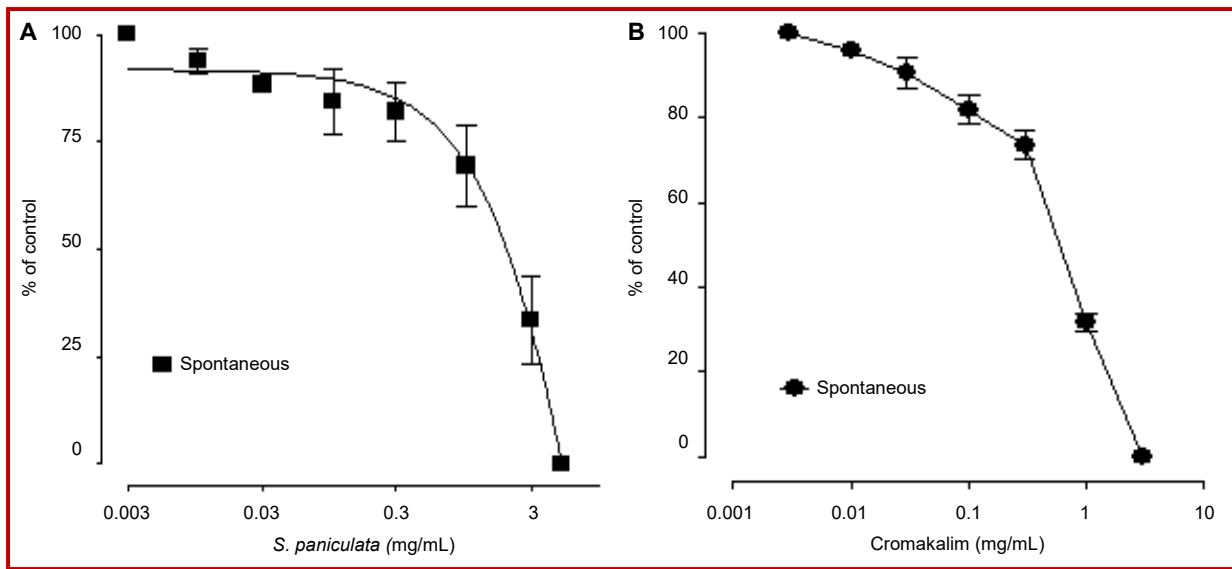 A
100
75
50
25
0
% of control
Spontaneous
0.003 0.03 0.3 3
S. paniculata (mg/mL)
B
100
80
60
40
20
0
% of control
Spontaneous
0.001 0.01 0.1 1 10
Cromakalim (mg/mL)